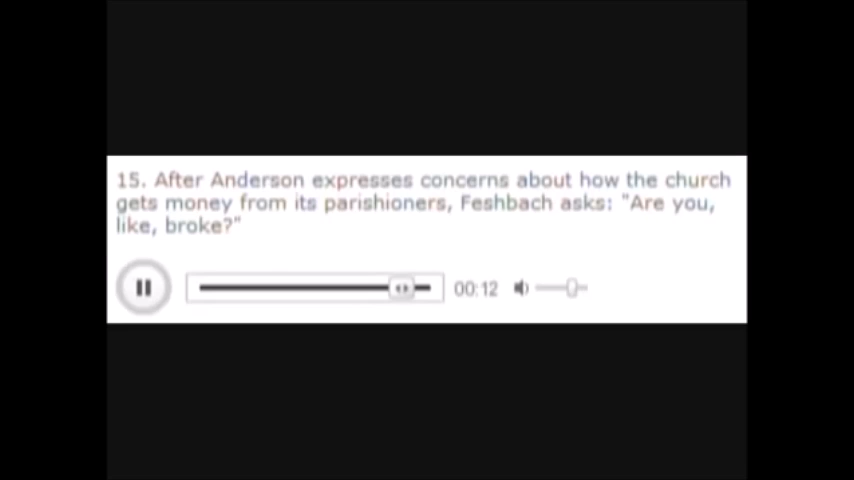 15. After Anderson expresses concerns about how the church
gets money from its parishioners, Feshbach asks: "Are you,
like, broke?"
00:12